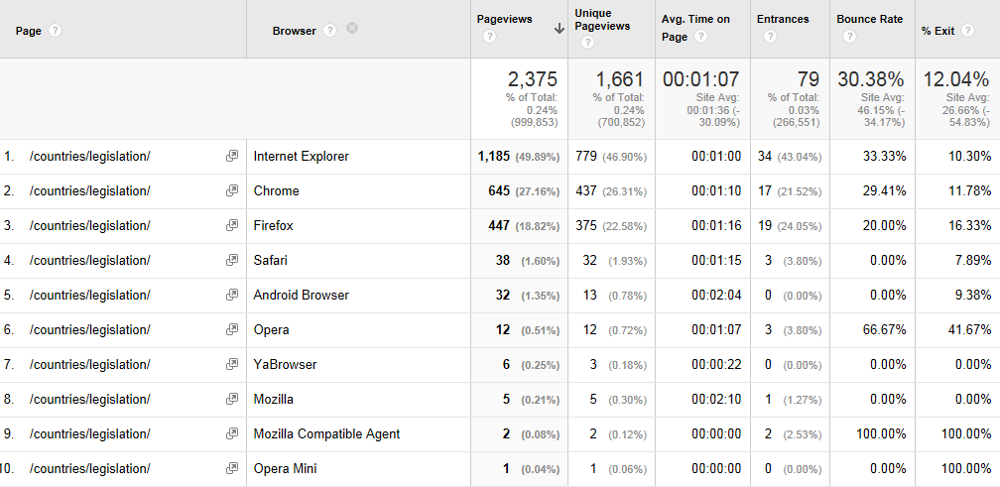 Page ? Browser ? Pageviews ? Unique Pageviews ? Avg. Time on Page ? Entrances ? Bounce Rate ? % Exit ?
2,375 1,661 00:01:07 79 30.38% 12.04%
% of Total: % of Total: Site Avg: % of Total: Site Avg: Site Avg:
0.24% 0.24% 00:01:36 (- 0.03% 46.15% (- 26.66% (-
(999,853) (700,852) 30.09%) (266,551) 34.17%) 54.83%)
1. /countries/legislation/ Internet Explorer 1,185 (49.89%) 779 (46.90%) 00:01:00 34 (43.04%) 33.33% 10.30%
2. /countries/legislation/ Chrome 645 (27.16%) 437 (26.31%) 00:01:10 17 (21.52%) 29.41% 11.78%
3. /countries/legislation/ Firefox 447 (18.82%) 375 (22.58%) 00:01:16 19 (24.05%) 20.00% 16.33%
4. /countries/legislation/ Safari 38 (1.60%) 32 (1.93%) 00:01:15 3 (3.80%) 0.00% 7.89%
5. /countries/legislation/ Android Browser 32 (1.35%) 13 (0.78%) 00:02:04 0 (0.00%) 0.00% 9.38%
6. /countries/legislation/ Opera 12 (0.51%) 12 (0.72%) 00:01:07 3 (3.80%) 66.67% 41.67%
7. /countries/legislation/ YaBrowser 6 (0.25%) 3 (0.18%) 00:00:22 0 (0.00%) 0.00% 0.00%
8. /countries/legislation/ Mozilla 5 (0.21%) 5 (0.30%) 00:02:10 1 (1.27%) 0.00% 0.00%
9. /countries/legislation/ Mozilla Compatible Agent 2 (0.08%) 2 (0.12%) 00:00:00 2 (2.53%) 100.00% 100.00%
10. /countries/legislation/ Opera Mini 1 (0.04%) 1 (0.06%) 00:00:00 0 (0.00%) 0.00% 100.00%